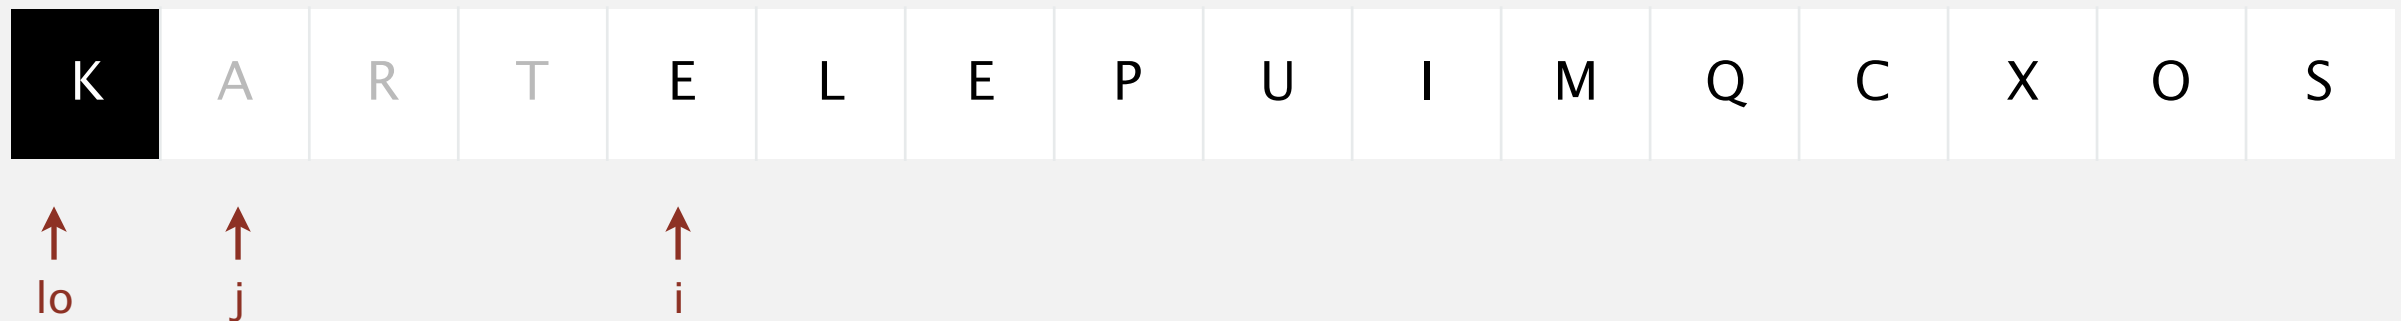 K A R T E L E P U I M Q C X O S
lo j i